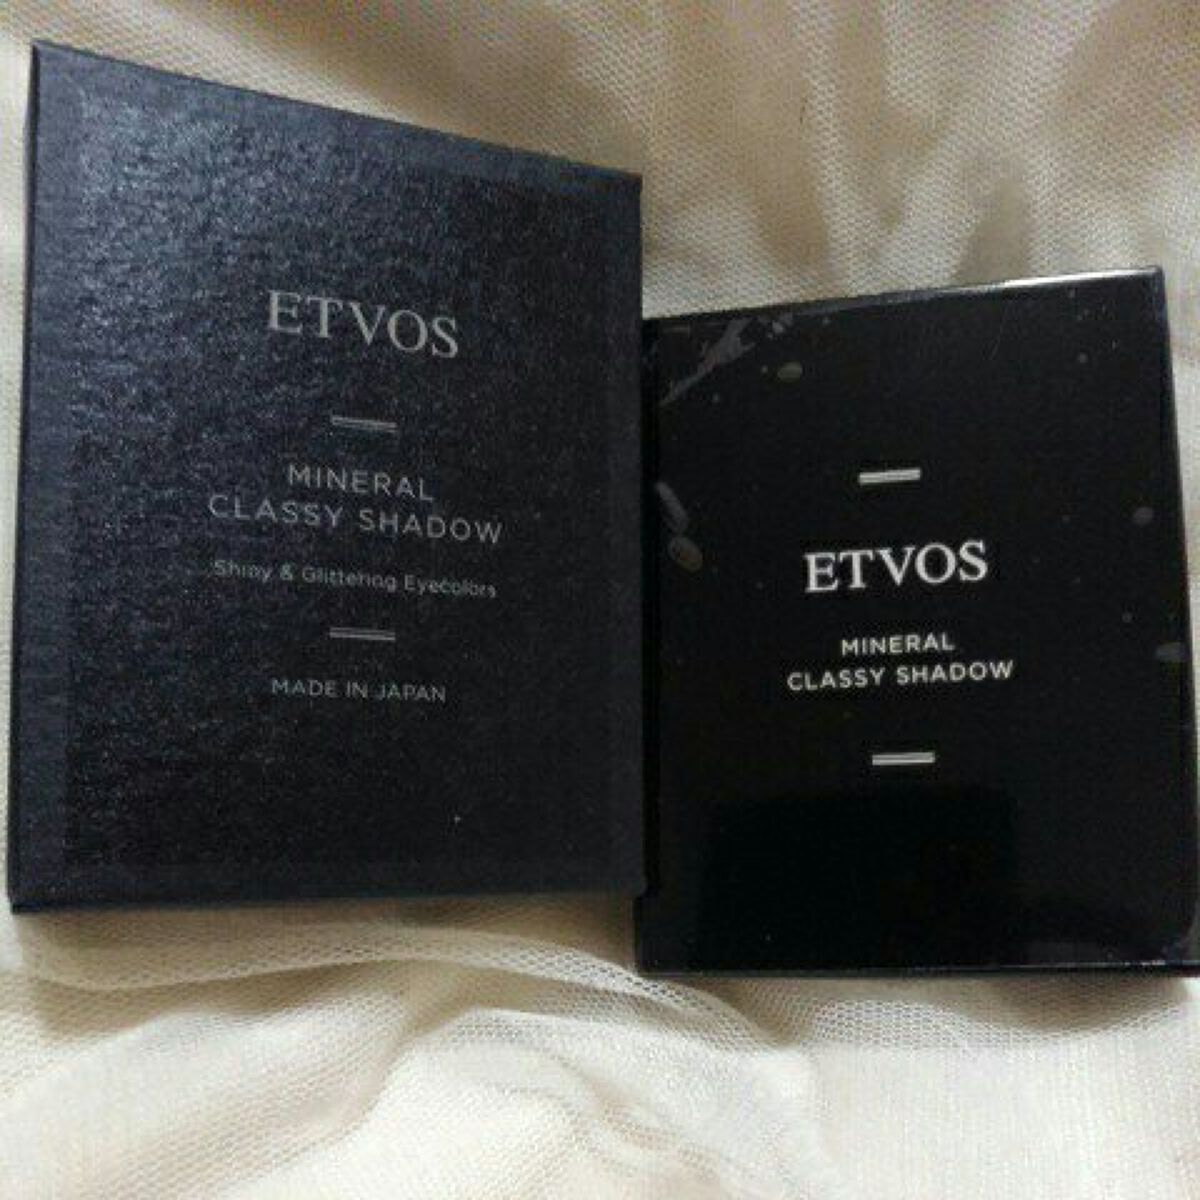 ETVOS
MINERAL
CLASSY SHADOW
Shiny & Glittering Eyecolors
MADE IN JAPAN
ETVOS
MINERAL
CLASSY SHADOW